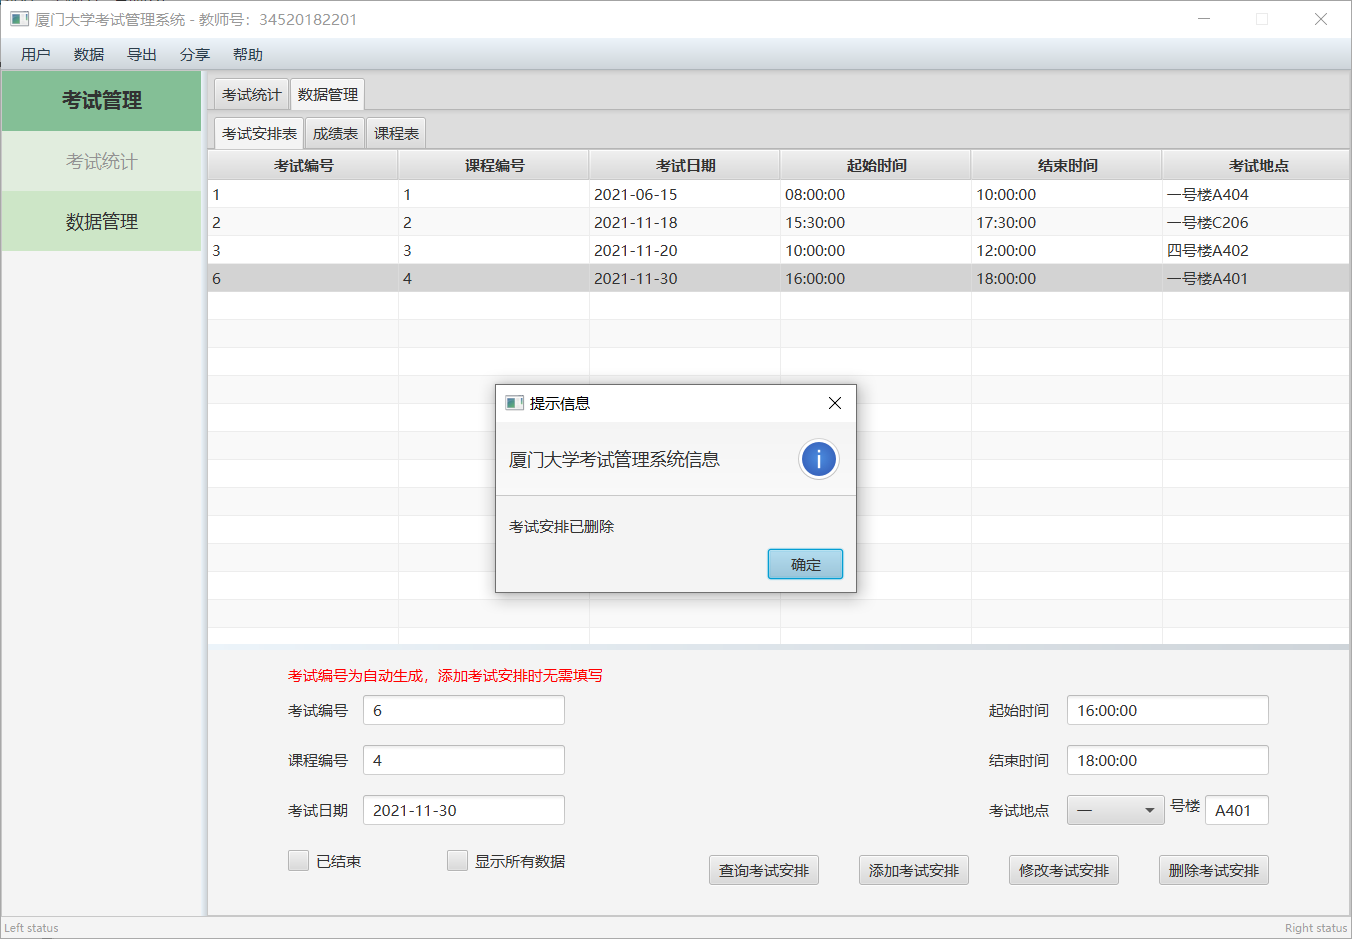 厦门大学考试管理系统 - 教师号：34520182201
用户 数据 导出 分享 帮助
考试管理
考试统计
数据管理
考试统计 数据管理
考试安排表 成绩表 课程表
考试编号 课程编号 考试日期 起始时间 结束时间 考试地点
1 1 2021-06-15 08:00:00 10:00:00 一号楼A404
2 2 2021-11-18 15:30:00 17:30:00 一号楼C206
3 3 2021-11-20 10:00:00 12:00:00 四号楼A402
6 4 2021-11-30 16:00:00 18:00:00 一号楼A401
提示信息
厦门大学考试管理系统信息
考试安排已删除
确定
考试编号为自动生成，添加考试安排时无需填写
考试编号 6 起始时间 16:00:00
课程编号 4 结束时间 18:00:00
考试日期 2021-11-30 考试地点 一 号楼 A401
已结束 显示所有数据 查询考试安排 添加考试安排 修改考试安排 删除考试安排
Left status Right status